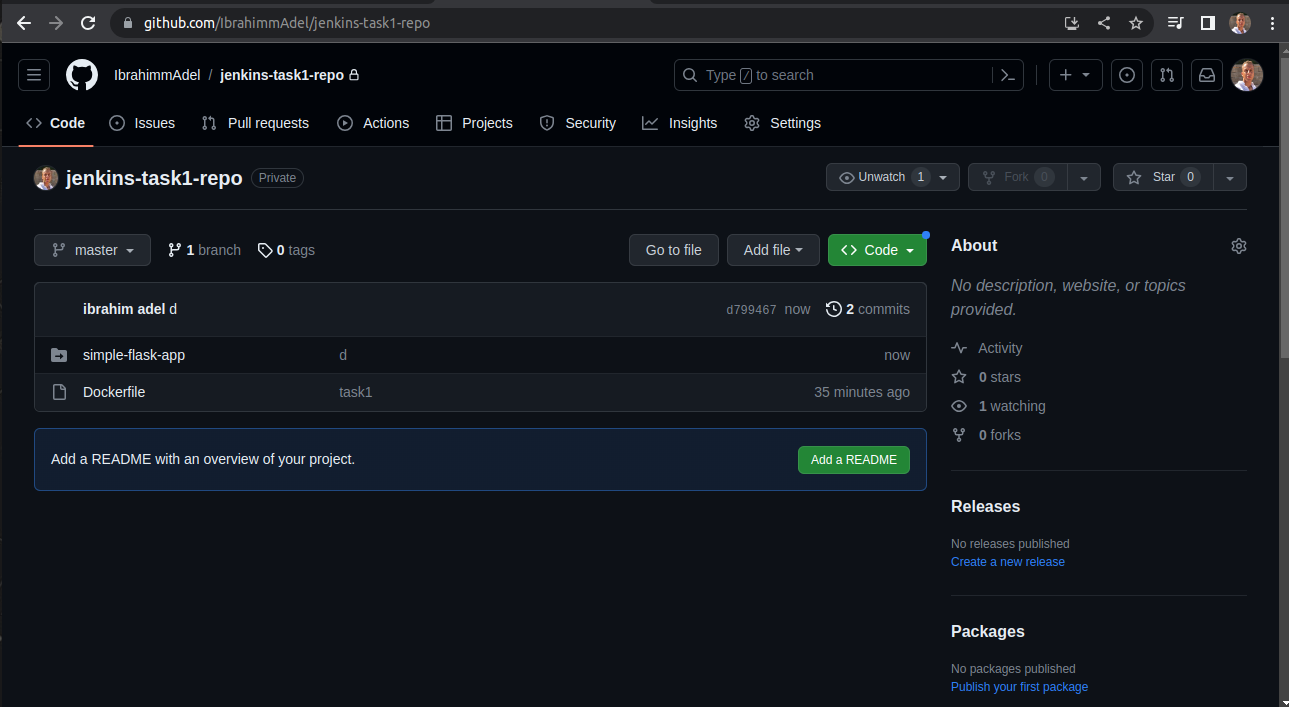 github.com/IbrahimmAdel/jenkins-task1-repo
IbrahimmAdel / jenkins-task1-repo
Type / to search
Code Issues Pull requests Actions Projects Security Insights Settings
jenkins-task1-repo Private
Unwatch 1 Fork 0 Star 0
master 1 branch 0 tags Go to file Add file Code
ibrahim adel d d799467 now 2 commits
simple-flask-app d now
Dockerfile task1 35 minutes ago
Add a README with an overview of your project. Add a README
About
No description, website, or topics
provided.
Activity
0 stars
1 watching
0 forks
Releases
No releases published
Create a new release
Packages
No packages published
Publish your first package